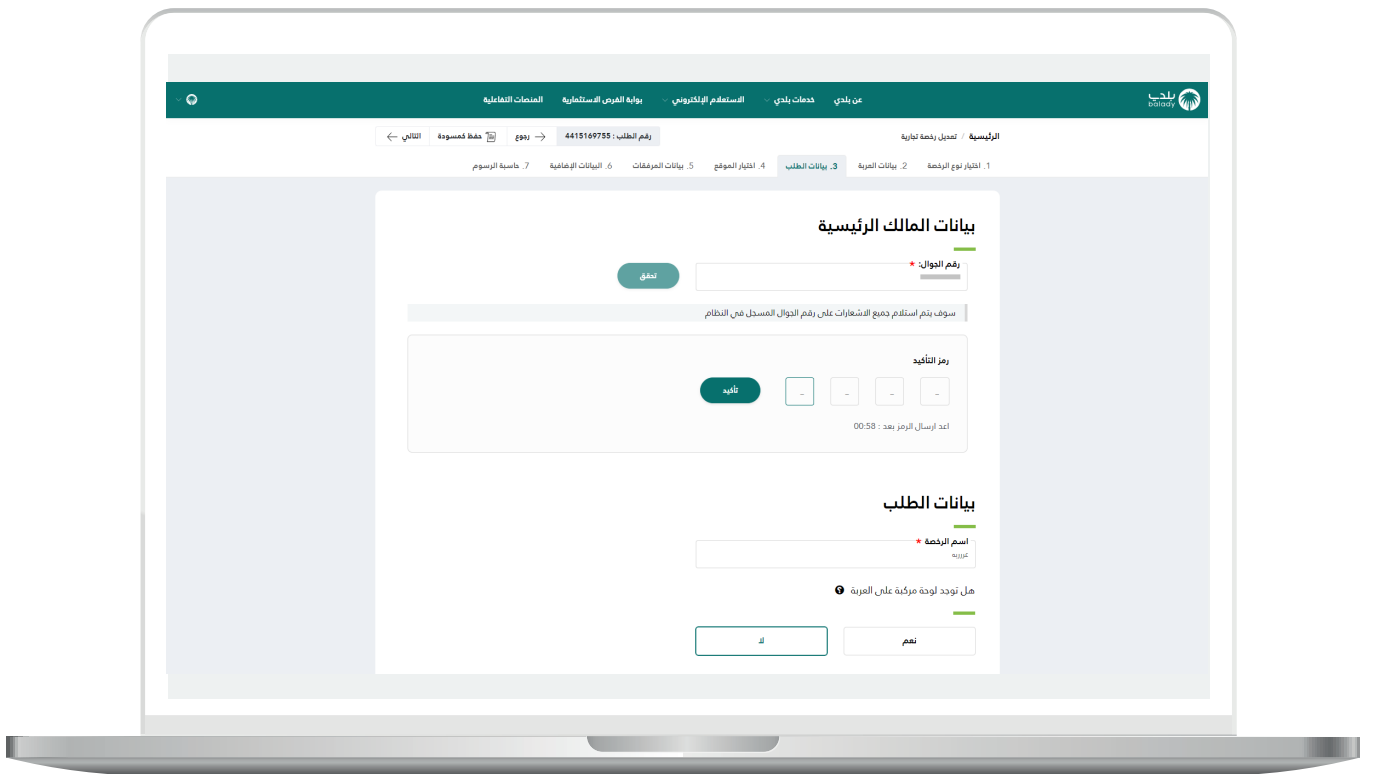 بلدي
balady
عن بلدي   خدمات بلدي   الاستعلام الإلكتروني   بوابة الفرص الاستثمارية   المنصات التفاعلية
الرئيسية / تعديل رخصة تجارية   رقم الطلب : 4415169755   رجوع   حفظ كمسودة   التالي
1. اختيار نوع الرخصة   2. بيانات العربة   3. بيانات الطلب   4. اختيار الموقع   5. بيانات المرفقات   6. البيانات الإضافية   7. حاسبة الرسوم
بيانات المالك الرئيسية
رقم الجوال: *
تحقق
سوف يتم استلام جميع الاشعارات على رقم الجوال المسجل في النظام
رمز التأكيد
_ _ _ _ تأكيد
اعد ارسال الرمز بعد : 00:58
بيانات الطلب
اسم الرخصة *
عرريه
هل توجد لوحة مركبة على العربة ؟
نعم   لا